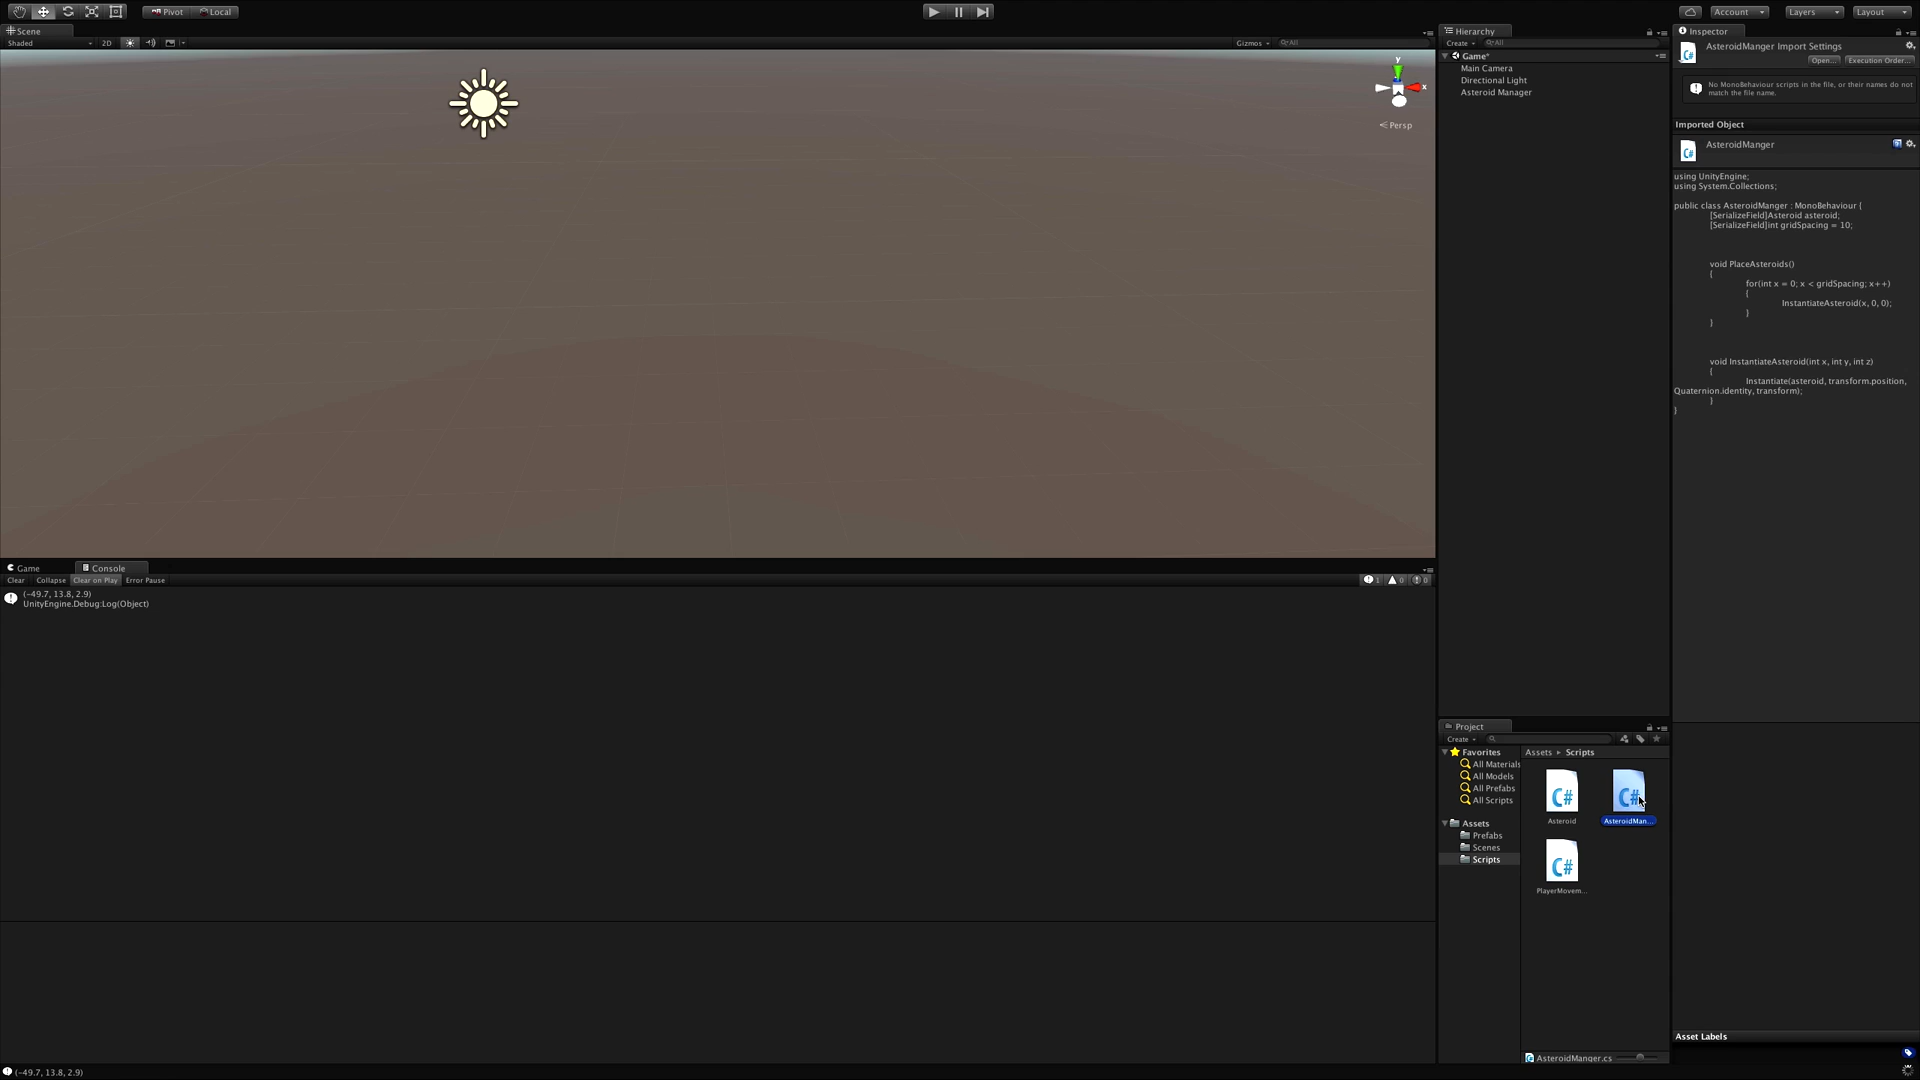 Pivot
Local
Account
Layers
Layout
Scene
Shaded
2D
Gizmos
All
y
x
Persp
Hierarchy
Create
All
Game*
Main Camera
Directional Light
Asteroid Manager
Inspector
AsteroidManger Import Settings
Open...
Execution Order...
No MonoBehaviour scripts in the file, or their names do not
match the file name.
Imported Object
AsteroidManger
using UnityEngine;
using System.Collections;
public class AsteroidManger : MonoBehaviour {
[SerializeField]Asteroid asteroid;
[SerializeField]int gridSpacing = 10;
void PlaceAsteroids()
{
for(int x = 0; x < gridSpacing; x++)
{
InstantiateAsteroid(x, 0, 0);
}
}
void InstantiateAsteroid(int x, int y, int z)
{
Instantiate(asteroid, transform.position,
Quaternion.identity, transform);
}
}
Game
Console
Clear
Collapse
Clear on Play
Error Pause
1
0
0
(-49.7, 13.8, 2.9)
UnityEngine.Debug:Log(Object)
Project
Create
Favorites
All Materials
All Models
All Prefabs
All Scripts
Assets
Prefabs
Scenes
Scripts
Assets ▸ Scripts
C#
Asteroid
C#
AsteroidMan...
C#
PlayerMovem...
AsteroidManger.cs
Asset Labels
(-49.7, 13.8, 2.9)